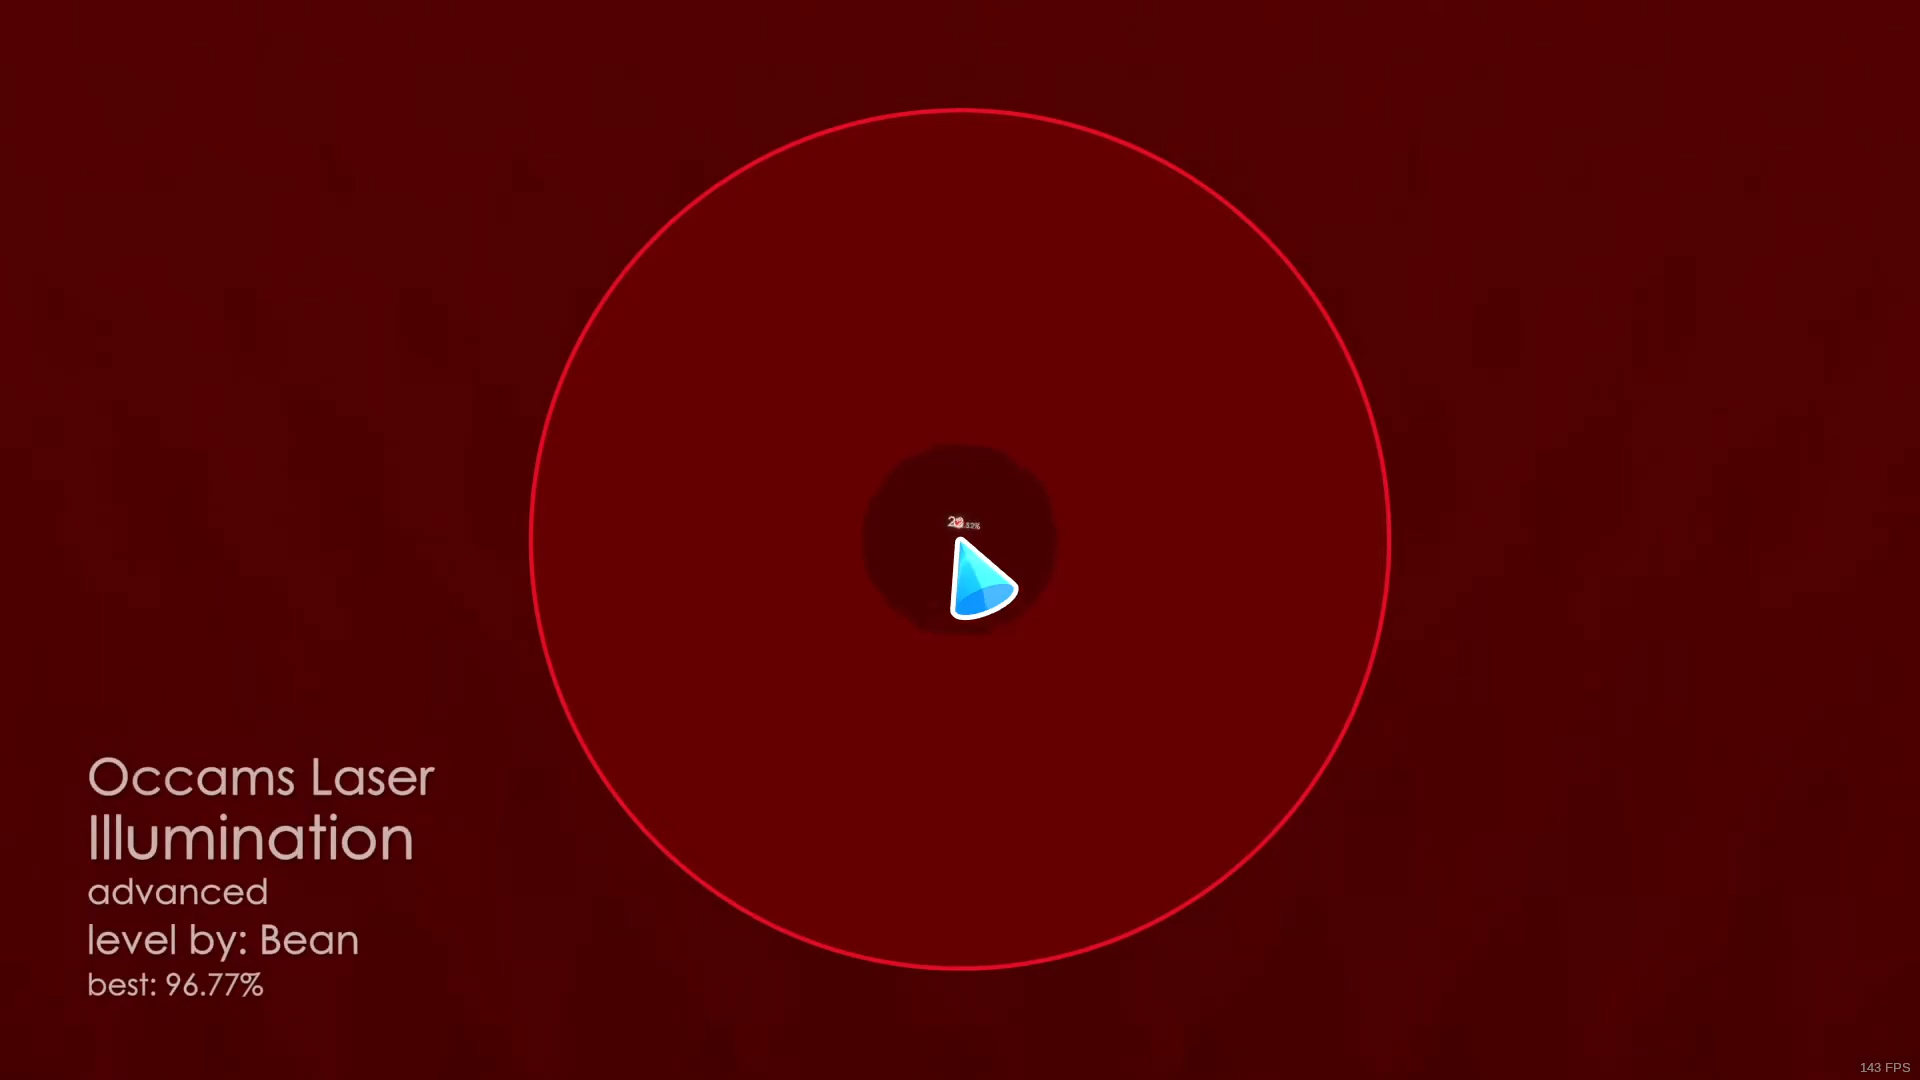 Occams Laser
Illumination
advanced
level by: Bean
best: 96.77%
143 FPS